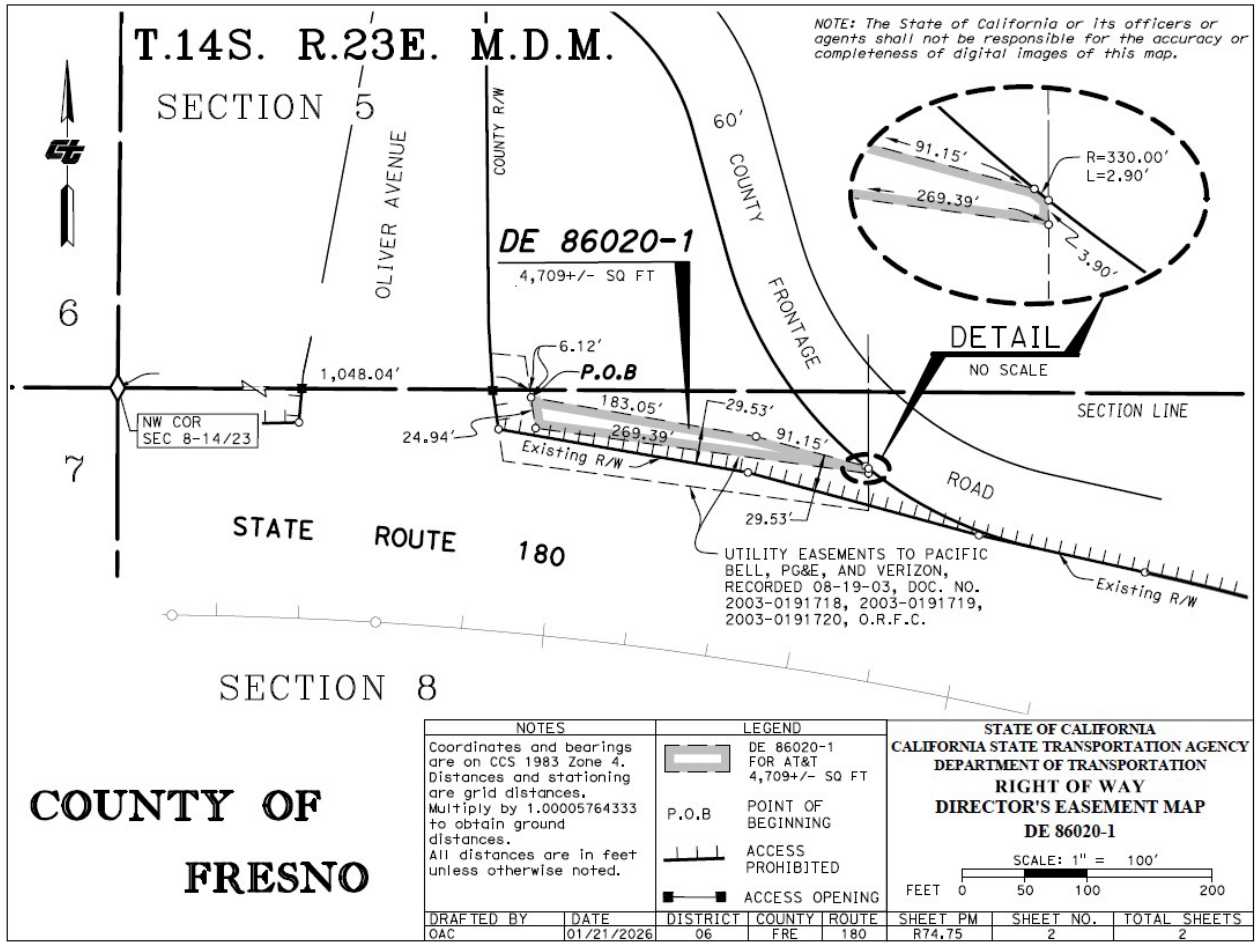 T.14S. R.23E. M.D.M.
NOTE: The State of California or its officers or
agents shall not be responsible for the accuracy or
completeness of digital images of this map.
SECTION 5
OLIVER AVENUE
COUNTY R/W
60'
COUNTY
FRONTAGE
ROAD
91.15'
R=330.00'
L=2.90'
269.39'
3.90'
DETAIL
NO SCALE
DE 86020-1
4,709+/- SQ FT
6
7
6.12'
P.O.B
1,048.04'
183.05'
29.53'
SECTION LINE
NW COR
SEC 8-14/23
24.94'
269.39'
91.15'
Existing R/W
29.53'
STATE ROUTE 180
UTILITY EASEMENTS TO PACIFIC
BELL, PG&E, AND VERIZON,
RECORDED 08-19-03, DOC. NO.
2003-0191718, 2003-0191719,
2003-0191720, O.R.F.C.
Existing R/W
SECTION 8
COUNTY OF
FRESNO
NOTES
Coordinates and bearings
are on CCS 1983 Zone 4.
Distances and stationing
are grid distances.
Multiply by 1.00005764333
to obtain ground
distances.
All distances are in feet
unless otherwise noted.
LEGEND
DE 86020-1
FOR AT&T
4,709+/- SQ FT
P.O.B
POINT OF
BEGINNING
ACCESS
PROHIBITED
ACCESS OPENING
STATE OF CALIFORNIA
CALIFORNIA STATE TRANSPORTATION AGENCY
DEPARTMENT OF TRANSPORTATION
RIGHT OF WAY
DIRECTOR'S EASEMENT MAP
DE 86020-1
SCALE: 1" = 100'
FEET 0 50 100 200
DRAFTED BY DATE DISTRICT COUNTY ROUTE SHEET PM SHEET NO. TOTAL SHEETS
OAC 01/21/2026 06 FRE 180 R74.75 2 2